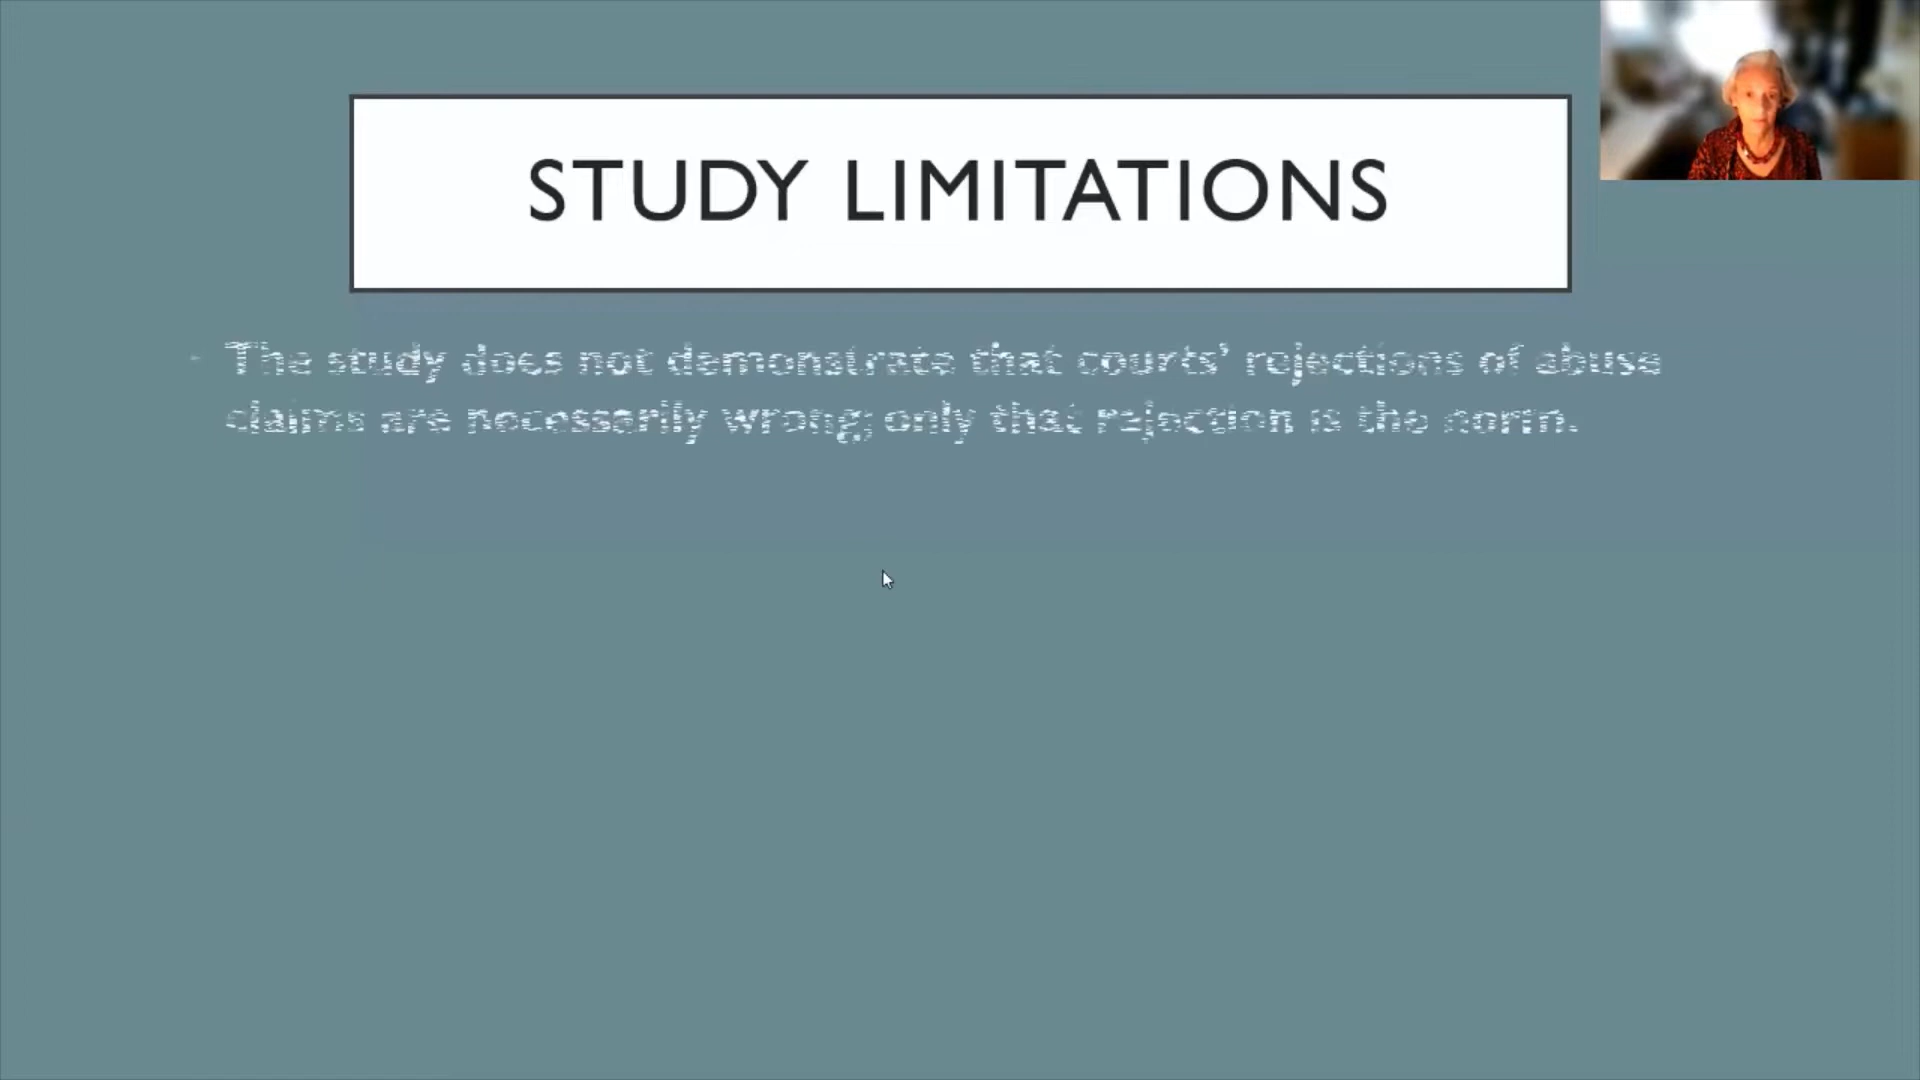 STUDY LIMITATIONS
The study does not demonstrate that courts' rejections of abuse
claims are necessarily wrong; only that rejection is the norm.